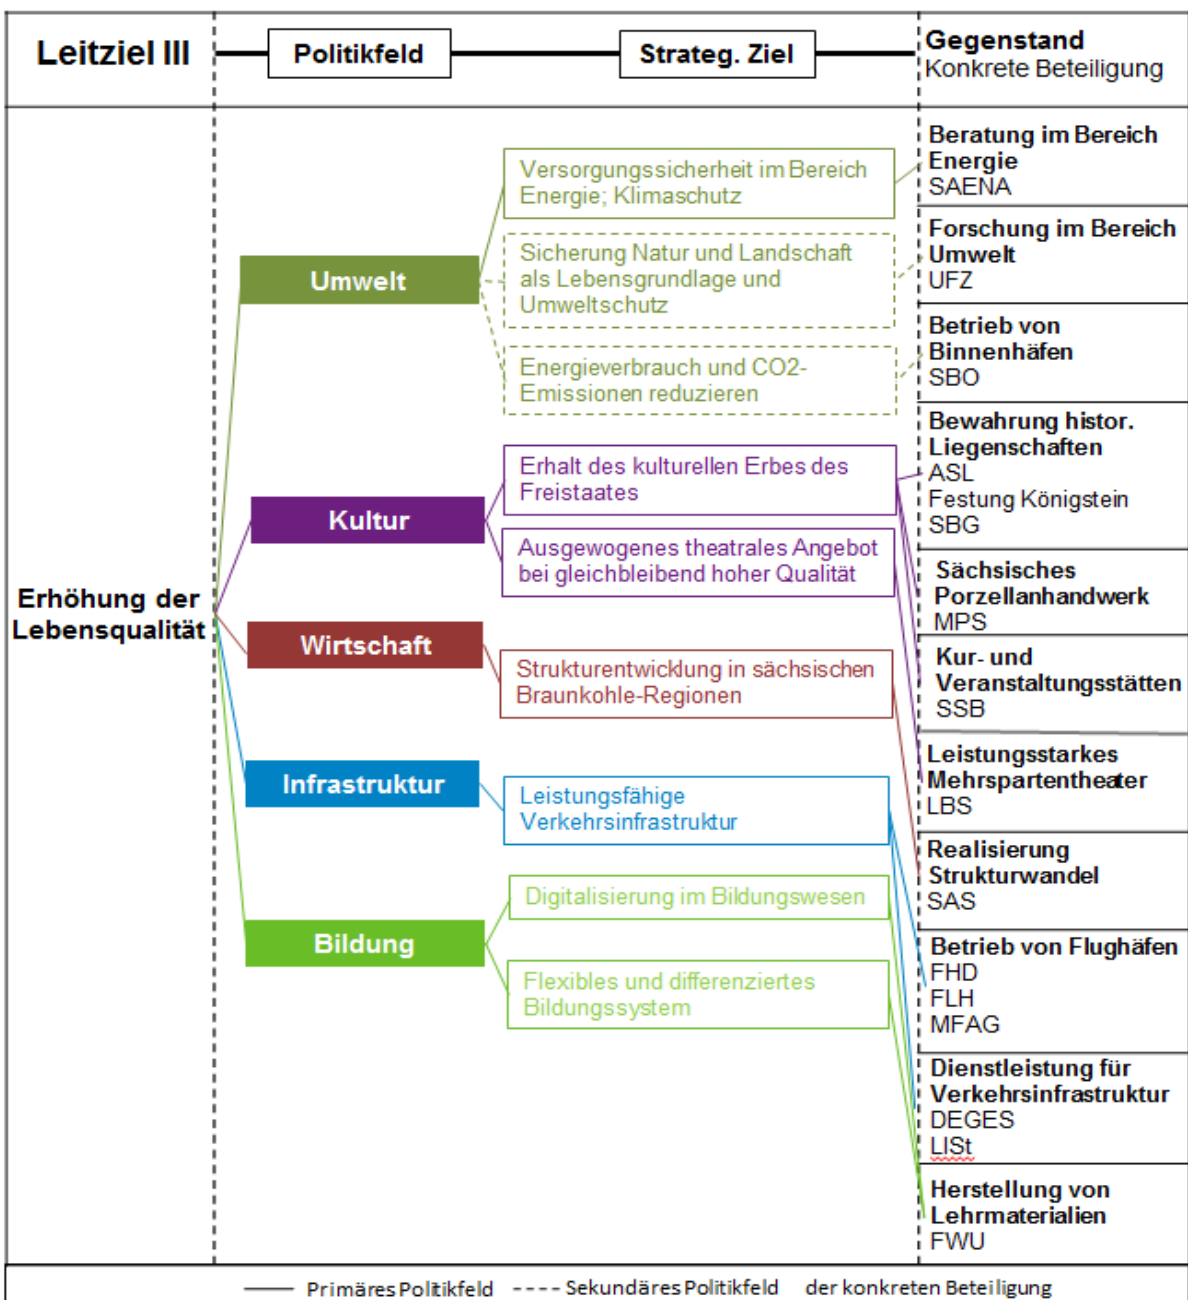 Leitziel III
Politikfeld
Strateg. Ziel
Gegenstand
Konkrete Beteiligung
Erhöhung der
Lebensqualität
Umwelt
Versorgungssicherheit im Bereich
Energie; Klimaschutz
Sicherung Natur und Landschaft
als Lebensgrundlage und
Umweltschutz
Energieverbrauch und CO2-
Emissionen reduzieren
Kultur
Erhalt des kulturellen Erbes des
Freistaates
Ausgewogenes theatrales Angebot
bei gleichbleibend hoher Qualität
Wirtschaft
Strukturentwicklung in sächsischen
Braunkohle-Regionen
Infrastruktur
Leistungsfähige
Verkehrsinfrastruktur
Bildung
Digitalisierung im Bildungswesen
Flexibles und differenziertes
Bildungssystem
Beratung im Bereich
Energie
SAENA
Forschung im Bereich
Umwelt
UFZ
Betrieb von
Binnenhäfen
SBO
Bewahrung histor.
Liegenschaften
ASL
Festung Königstein
SBG
Sächsisches
Porzellanhandwerk
MPS
Kur- und
Veranstaltungsstätten
SSB
Leistungsstarkes
Mehrspartentheater
LBS
Realisierung
Strukturwandel
SAS
Betrieb von Flughäfen
FHD
FLH
MFAG
Dienstleistung für
Verkehrsinfrastruktur
DEGES
LISt
Herstellung von
Lehrmaterialien
FWU
Primäres Politikfeld Sekundäres Politikfeld der konkreten Beteiligung